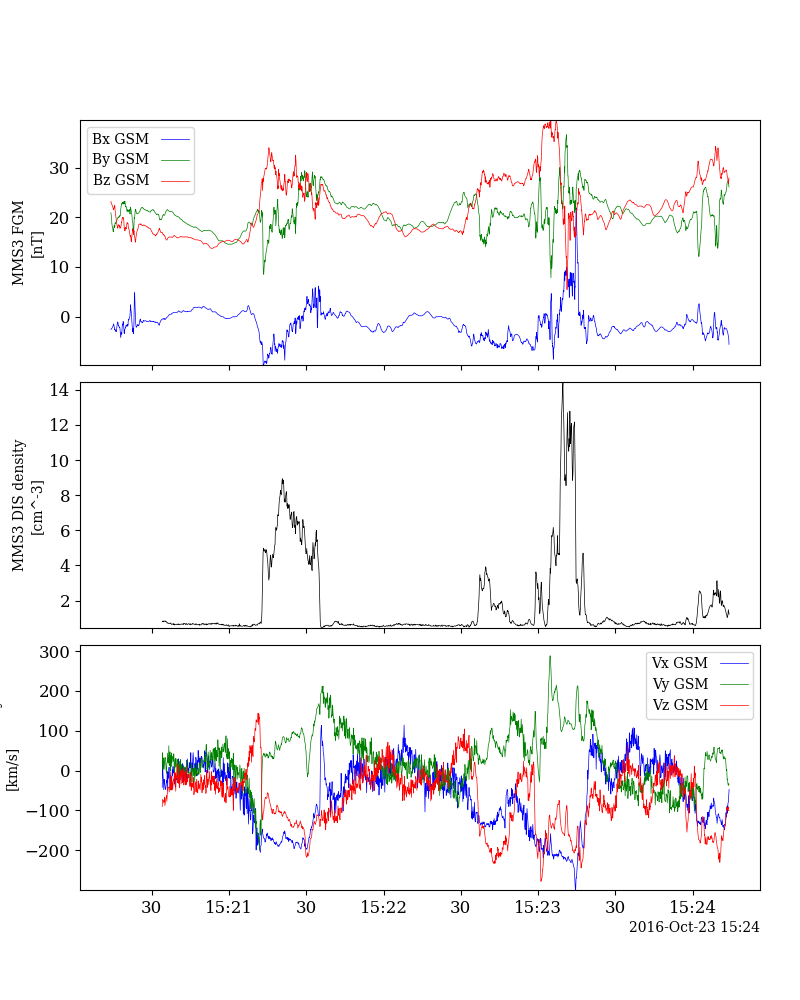 Bx GSM
By GSM
Bz GSM
30
20
10
0
MMS3 FGM
[nT]
14
12
10
8
6
4
2
MMS3 DIS density
[cm^-3]
Vx GSM
Vy GSM
Vz GSM
300
200
100
0
−100
−200
[km/s]
30
15:21
30
15:22
30
15:23
30
15:24
2016-Oct-23 15:24